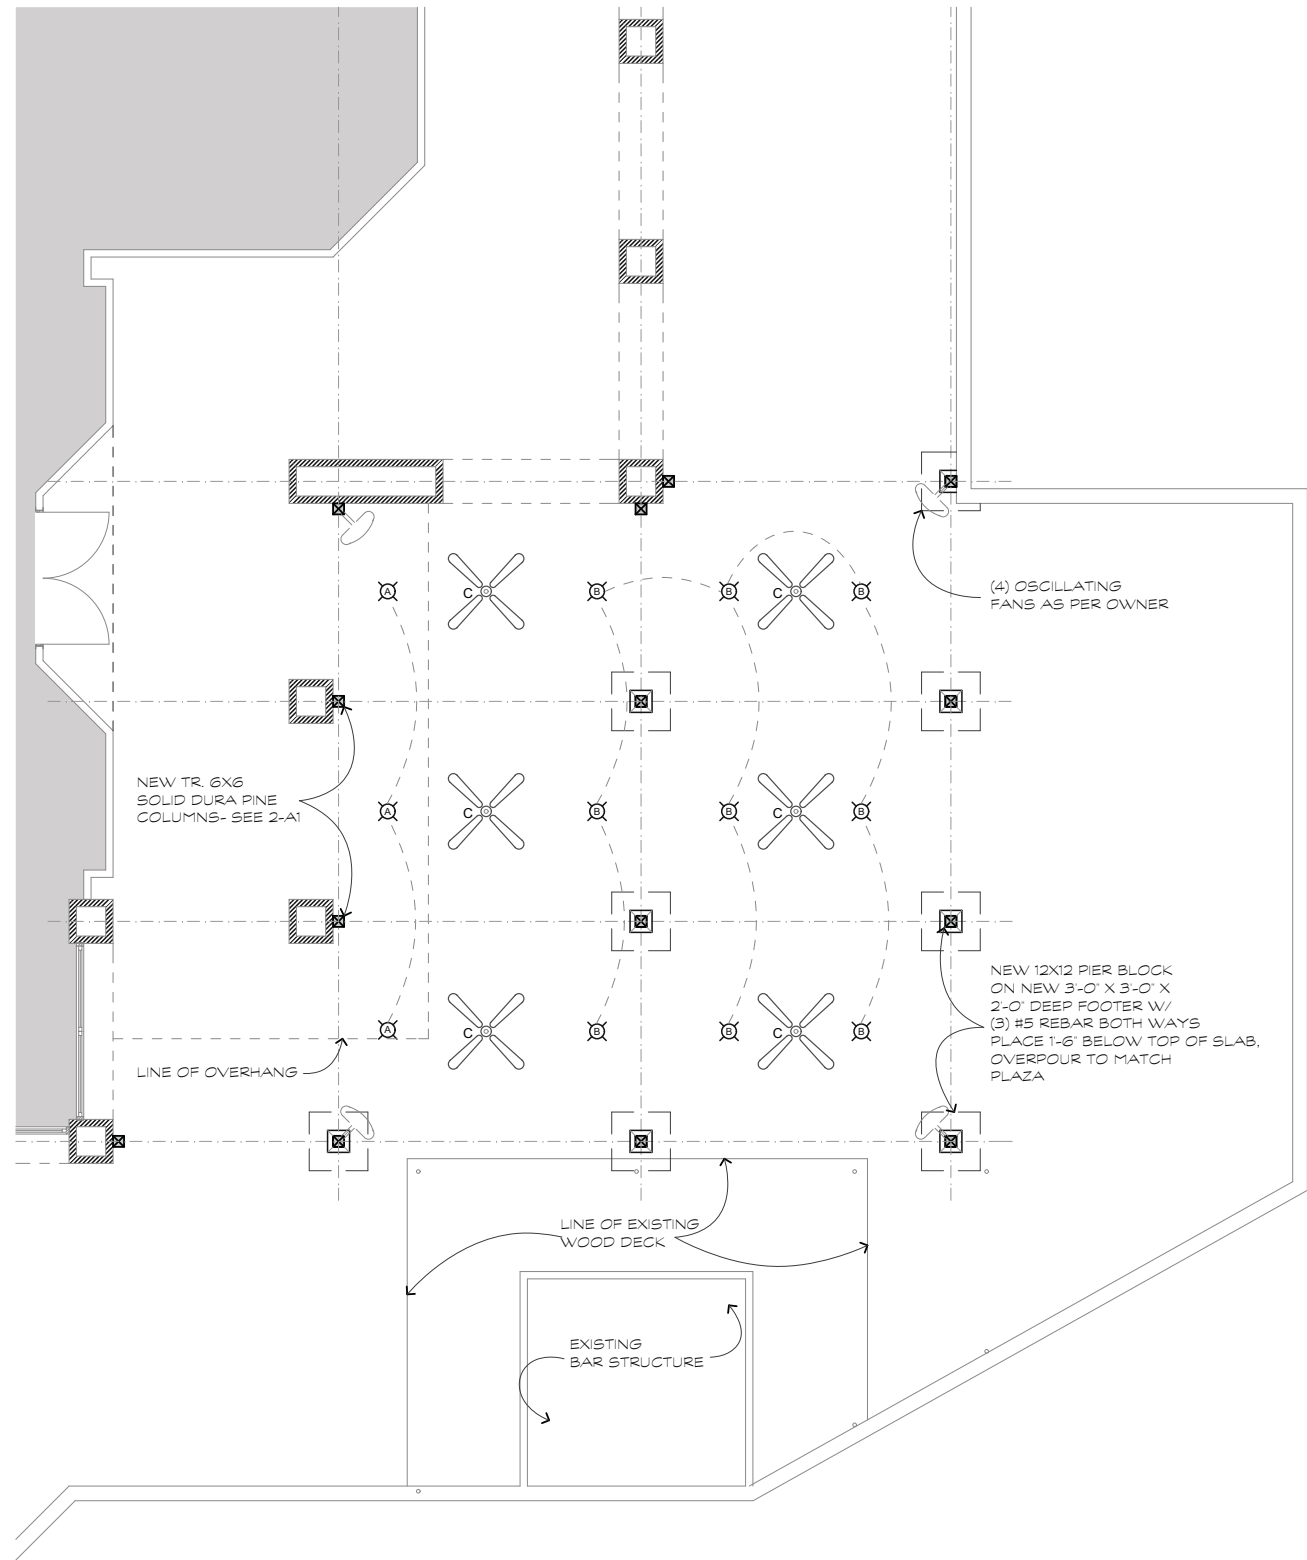 (4) OSCILLATING
FANS AS PER OWNER
A
C
B
B
C
B
NEW TR. 6X6
SOLID DURA PINE
COLUMNS- SEE 2-A1
A
C
B
B
C
B
NEW 12X12 PIER BLOCK
ON NEW 3'-0" X 3'-0" X
2'-0" DEEP FOOTER W/
(3) #5 REBAR BOTH WAYS
PLACE 1'-6" BELOW TOP OF SLAB,
OVERPOUR TO MATCH
PLAZA
A
C
B
B
C
B
LINE OF OVERHANG
LINE OF EXISTING
WOOD DECK
EXISTING
BAR STRUCTURE